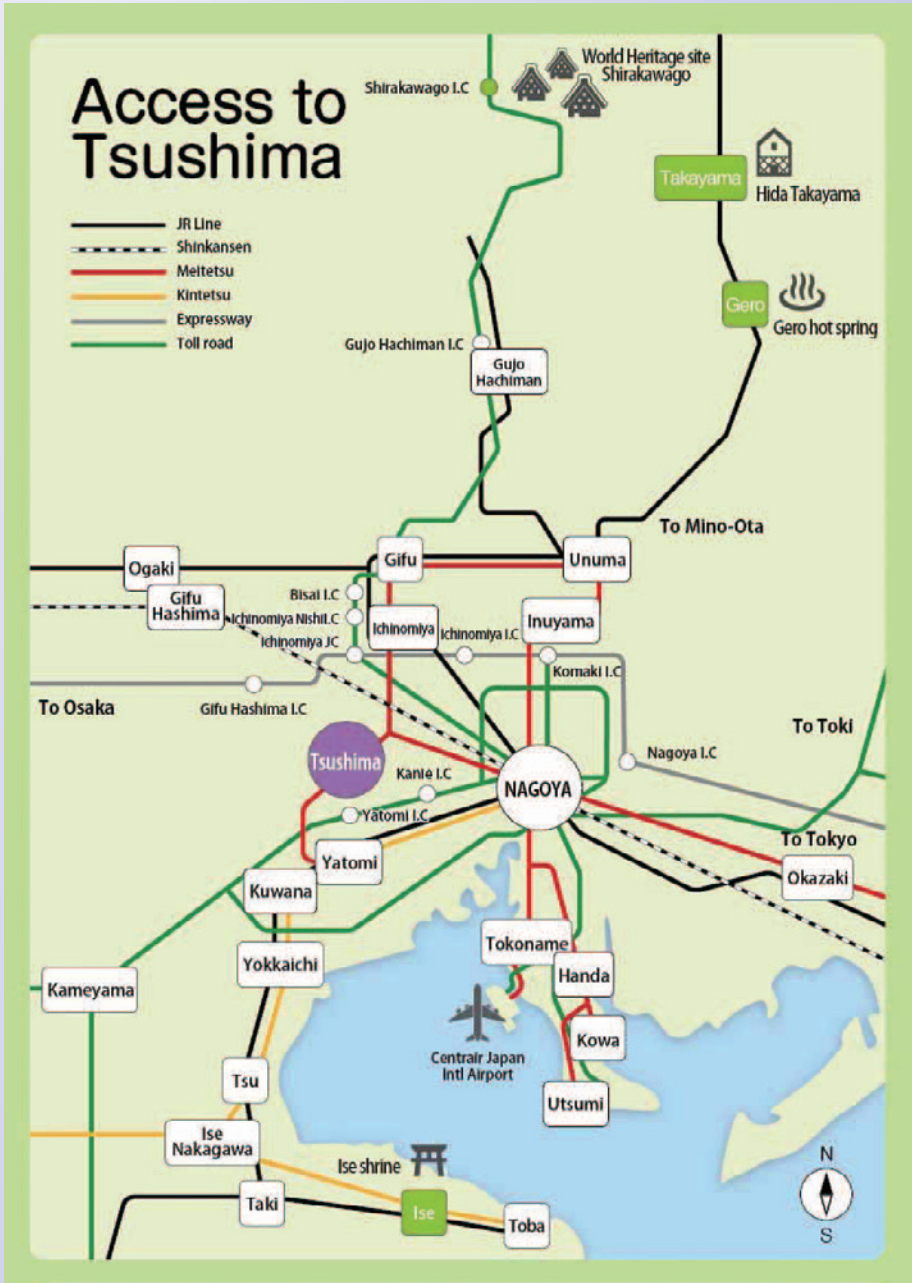 Access to
Tsushima
JR Line
Shinkansen
Meitetsu
Kintetsu
Expressway
Toll road
Shirakawago I.C
World Heritage site
Shirakawago
Takayama
Hida Takayama
Gero
Gero hot spring
Gujo Hachiman I.C
Gujo
Hachiman
To Mino-Ota
Ogaki
Gifu
Unuma
Gifu
Hashima
Bisai I.C
Ichinomiya NishiI.C
Ichinomiya JC
Ichinomiya
Inuyama
Ichinomiya I.C
Komaki I.C
To Osaka
Gifu Hashima I.C
To Toki
Tsushima
Nagoya I.C
Kanie I.C
NAGOYA
Yatomi I.C
To Tokyo
Yatomi
Okazaki
Kuwana
Tokoname
Yokkaichi
Handa
Kameyama
Kowa
Centrair Japan
Intl Airport
Tsu
Utsumi
Ise
Nakagawa
Ise shrine
Taki
Ise
Toba
N
S